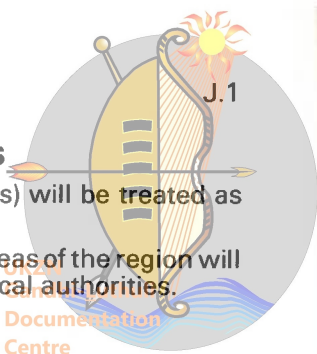 J.1
s
s) will be treated as
eas of the region will
cal authorities.
Documentation
Centre